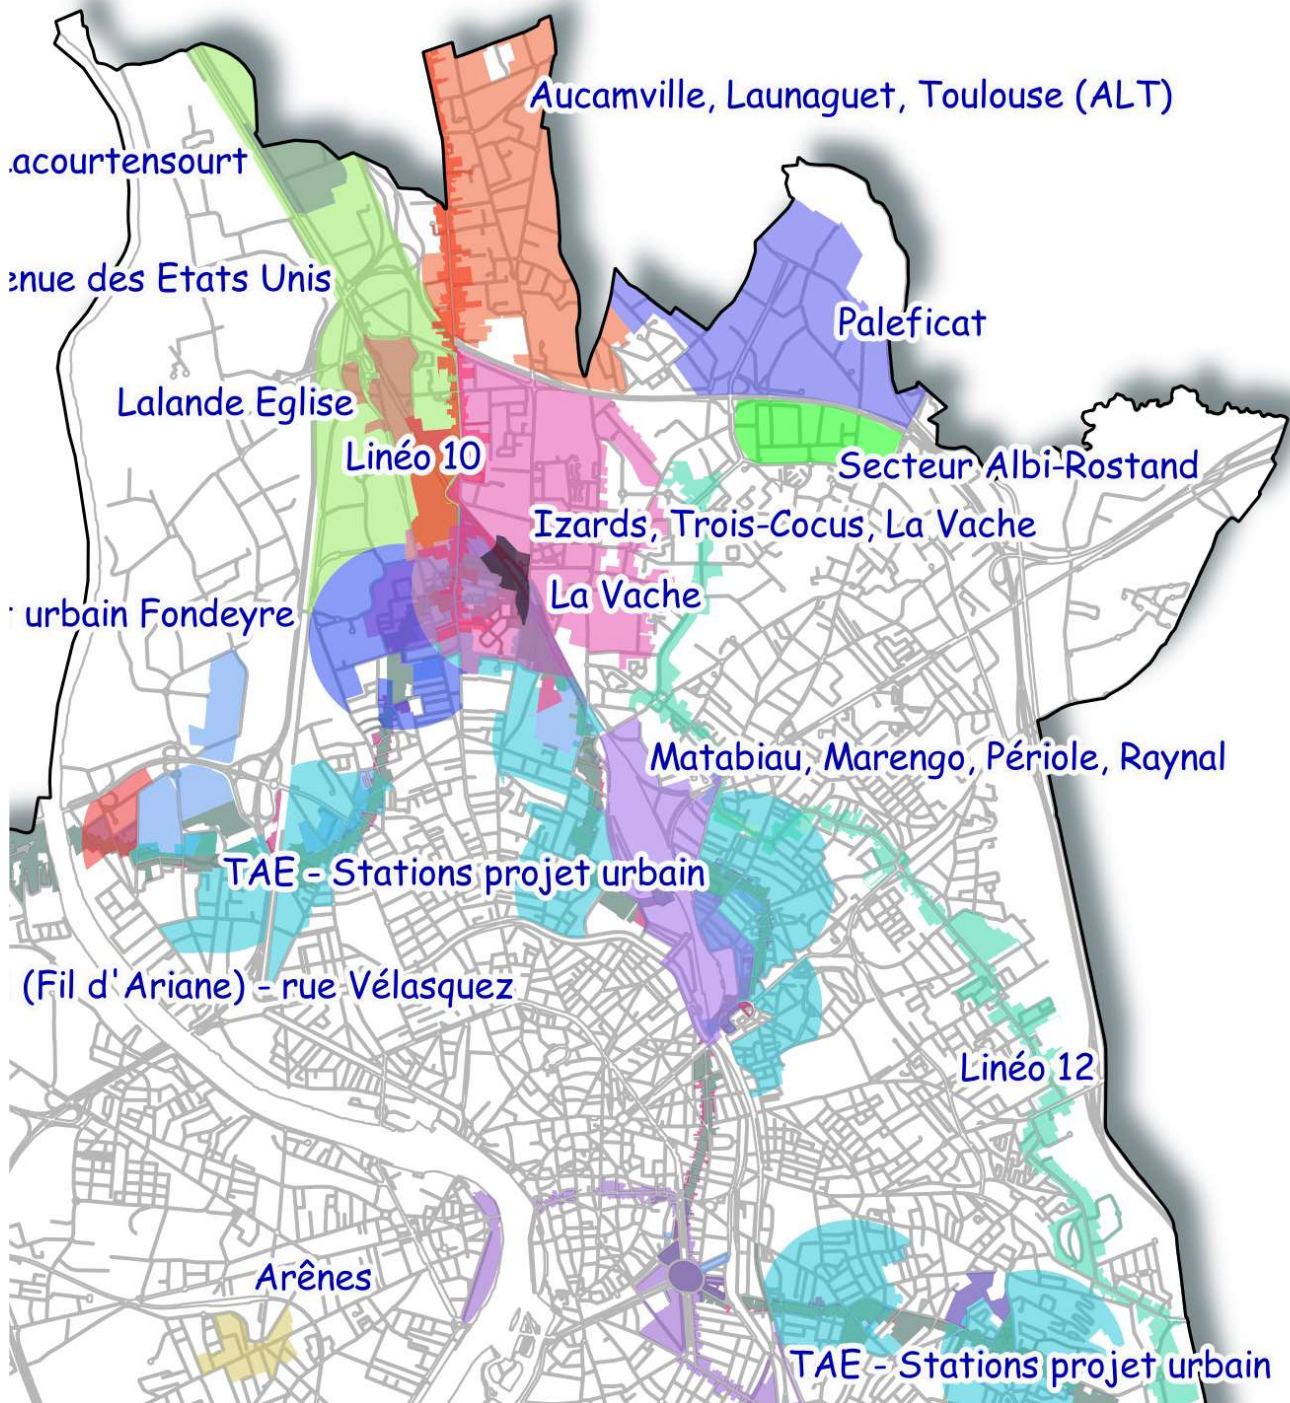 Aucamville, Launaguet, Toulouse (ALT)
acourtensourt
enue des Etats Unis
Paleficat
Lalande Eglise
Linéo 10
Secteur Albi-Rostand
Izards, Trois-Cocus, La Vache
La Vache
urbain Fondeyre
Matabiau, Marengo, Périole, Raynal
TAE - Stations projet urbain
(Fil d'Ariane) - rue Vélasquez
Linéo 12
Arênes
TAE - Stations projet urbain